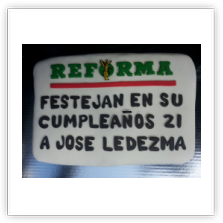 REFORMA
FESTEJAN EN SU
CUMPLEAÑOS 21
A JOSE LEDEZMA